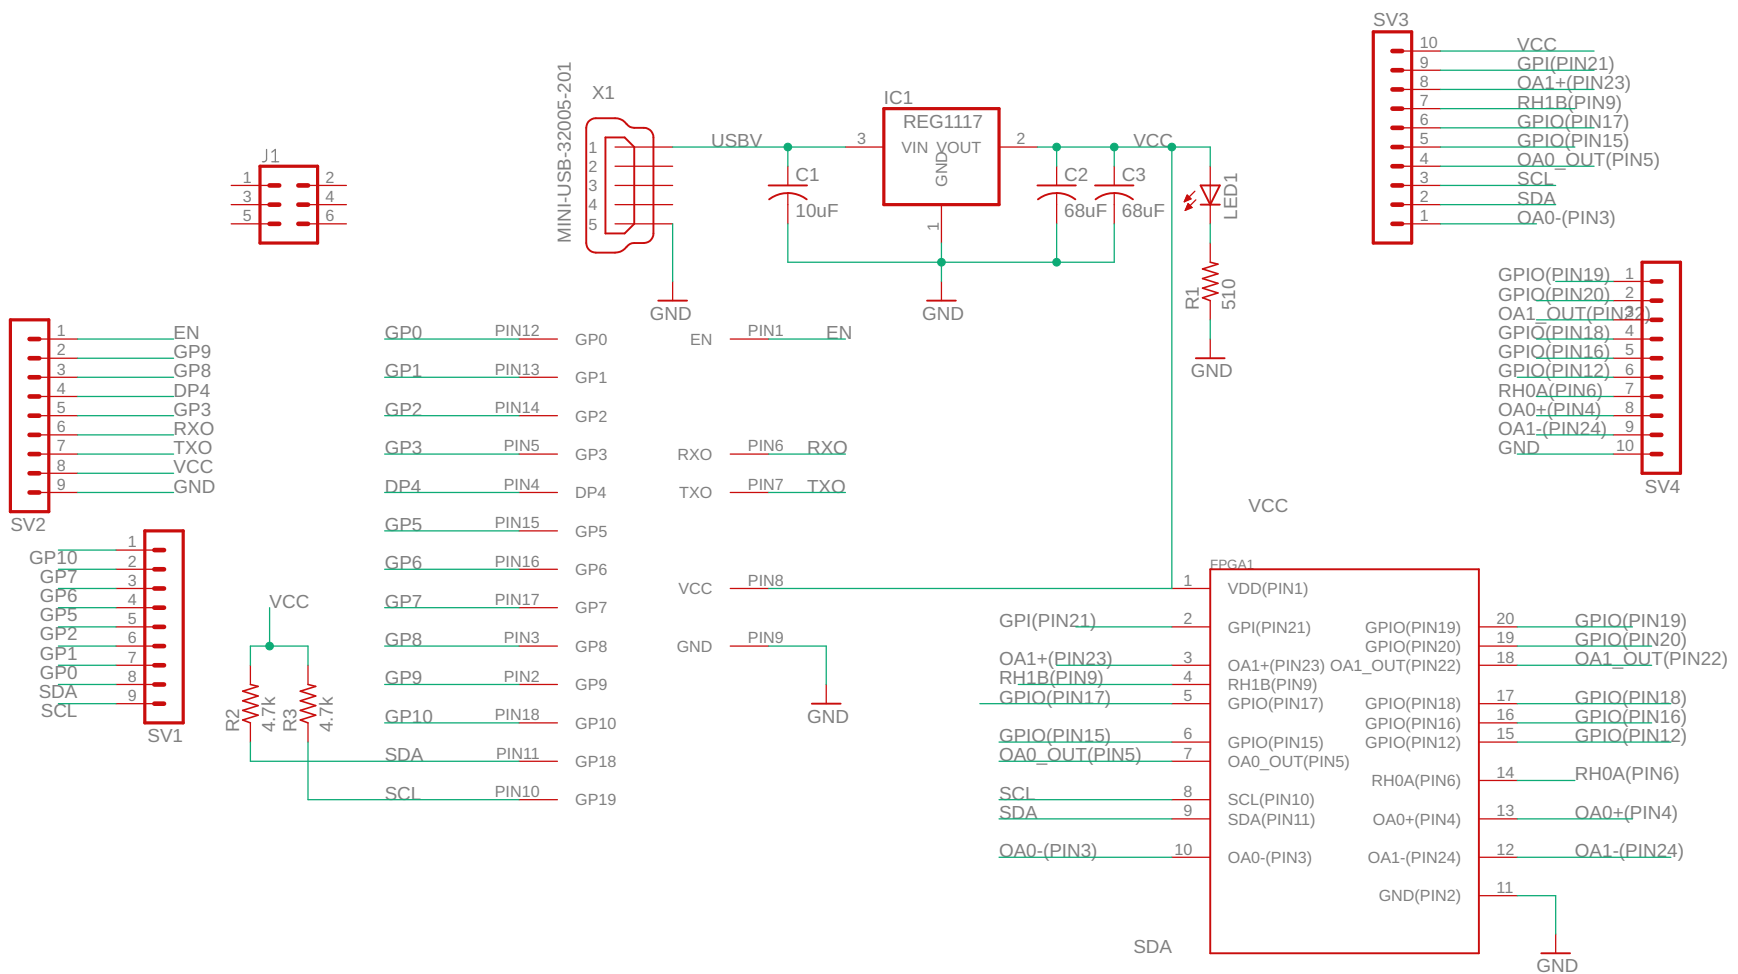 SV3
10 VCC
9 GPI(PIN21)
8 OA1+(PIN23)
7 RH1B(PIN9)
6 GPIO(PIN17)
5 GPIO(PIN15)
4 OA0_OUT(PIN5)
3 SCL
2 SDA
1 OA0-(PIN3)
MINI-USB-32005-201
X1
1
2
3
4
5
GND
USBV
C1
10uF
IC1
REG1117
3 VIN VOUT 2
GND
1
GND
VCC
C2
68uF
C3
68uF
LED1
R1
510
GND
J1
1 2
3 4
5 6
GPIO(PIN19) 1
GPIO(PIN20) 2
OA1_OUT(PIN22) 3
GPIO(PIN18) 4
GPIO(PIN16) 5
GPIO(PIN12) 6
RH0A(PIN6) 7
OA0+(PIN4) 8
OA1-(PIN24) 9
GND 10
SV4
1 EN
2 GP9
3 GP8
4 DP4
5 GP3
6 RXO
7 TXO
8 VCC
9 GND
SV2
1
GP10 2
GP7 3
GP6 4
GP5 5
GP2 6
GP1 7
GP0 8
SDA 9
SCL
SV1
VCC
R2
4.7k
R3
4.7k
GP0 PIN12 GP0
GP1 PIN13 GP1
GP2 PIN14 GP2
GP3 PIN5 GP3
DP4 PIN4 DP4
GP5 PIN15 GP5
GP6 PIN16 GP6
GP7 PIN17 GP7
GP8 PIN3 GP8
GP9 PIN2 GP9
GP10 PIN18 GP10
SDA PIN11 GP18
SCL PIN10 GP19
EN PIN1 EN
RXO PIN6 RXO
TXO PIN7 TXO
VCC PIN8
GND PIN9
GND
VCC
FPGA1
1 VDD(PIN1)
GPI(PIN21) 2 GPI(PIN21)
OA1+(PIN23) 3 OA1+(PIN23)
RH1B(PIN9) 4 RH1B(PIN9)
GPIO(PIN17) 5 GPIO(PIN17)
GPIO(PIN15) 6 GPIO(PIN15)
OA0_OUT(PIN5) 7 OA0_OUT(PIN5)
SCL 8 SCL(PIN10)
SDA 9 SDA(PIN11)
OA0-(PIN3) 10 OA0-(PIN3)
GPIO(PIN19) 20 GPIO(PIN19)
GPIO(PIN20) 19 GPIO(PIN20)
OA1_OUT(PIN22) 18 OA1_OUT(PIN22)
GPIO(PIN18) 17 GPIO(PIN18)
GPIO(PIN16) 16 GPIO(PIN16)
GPIO(PIN12) 15 GPIO(PIN12)
RH0A(PIN6) 14 RH0A(PIN6)
OA0+(PIN4) 13 OA0+(PIN4)
OA1-(PIN24) 12 OA1-(PIN24)
GND(PIN2) 11
SDA
GND